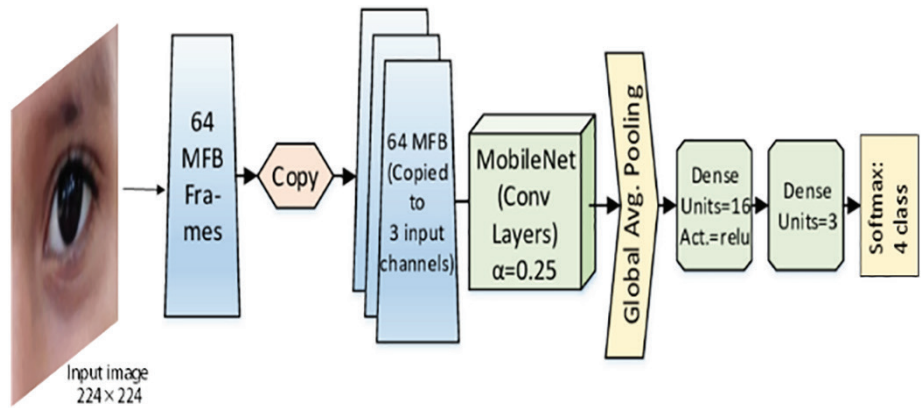 Input image
224×224
64
MFB
Fra-
mes
Copy
64 MFB
(Copied
to
3 input
channels)
MobileNet
(Conv
Layers)
α=0.25
Global Avg. Pooling
Dense
Units=16
Act.=relu
Dense
Units=3
Softmax:
4 class